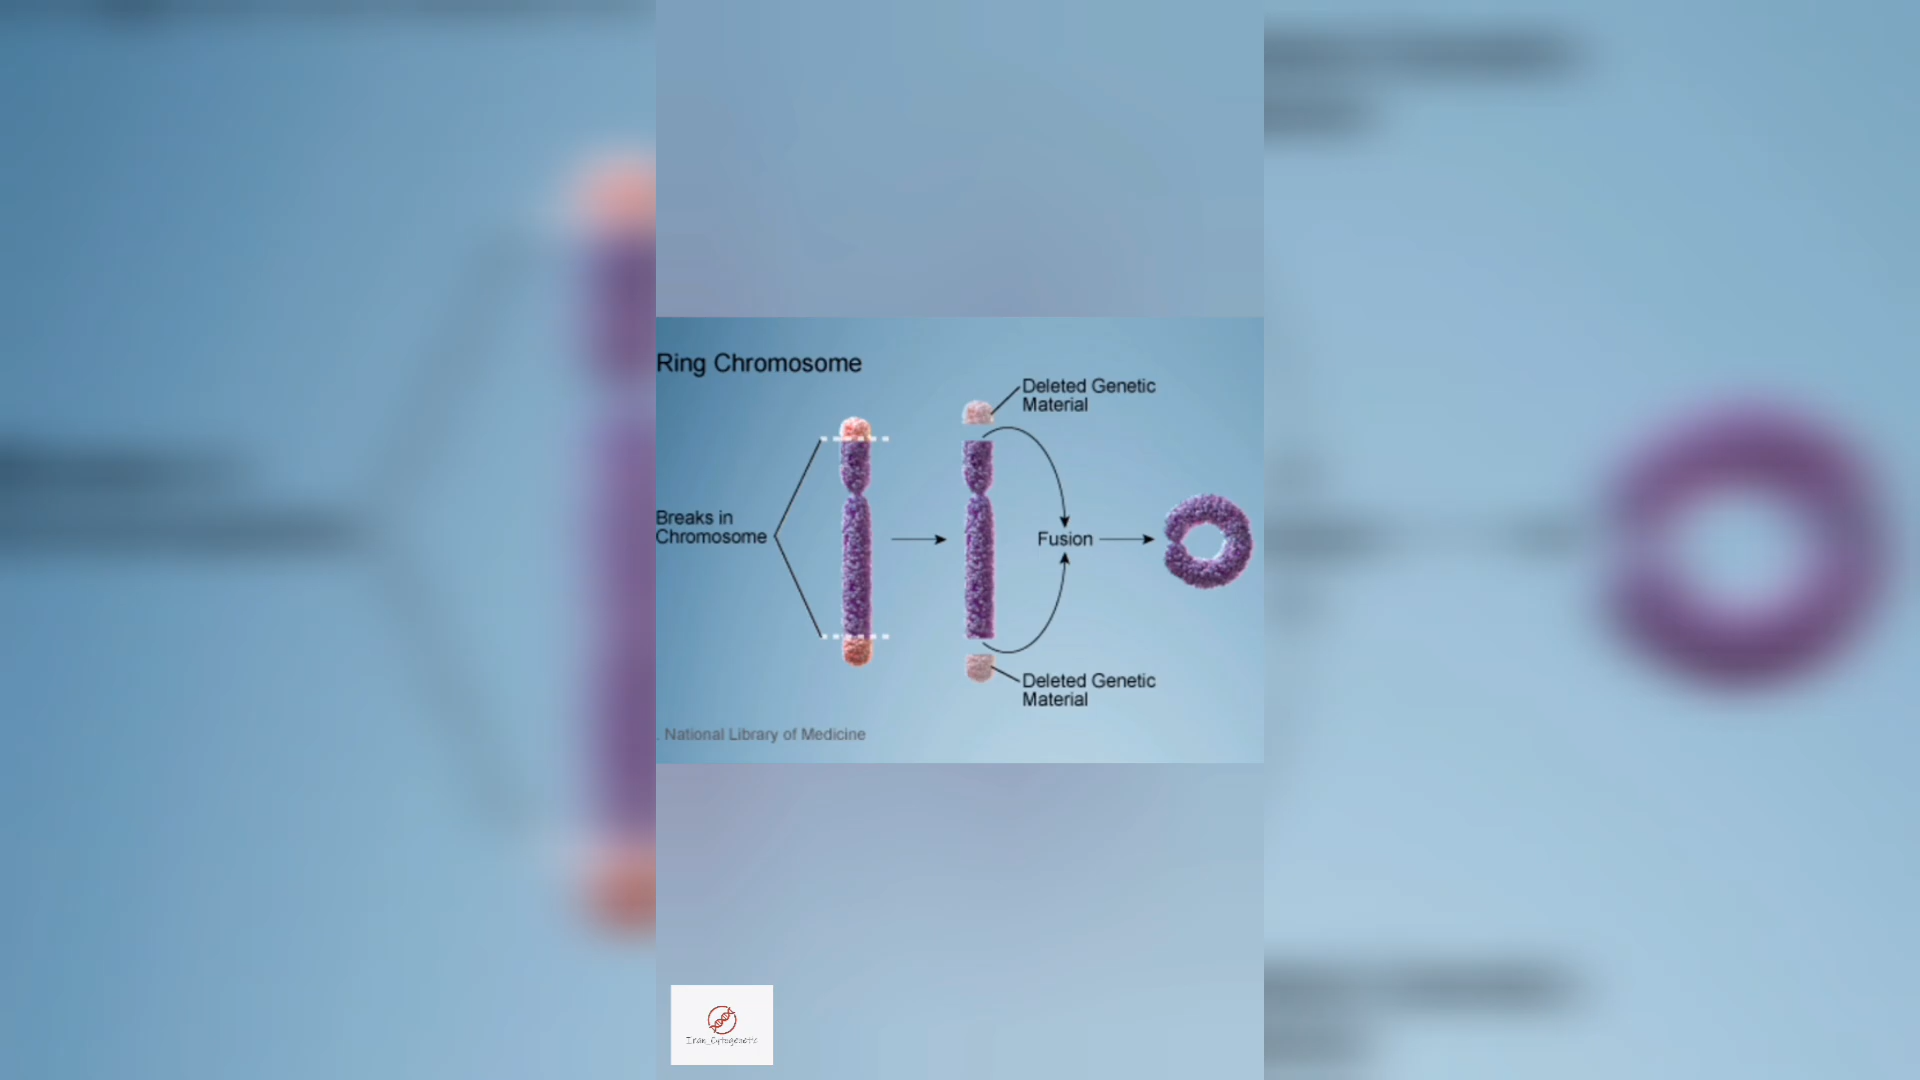 Ring Chromosome
Deleted Genetic
Material
Breaks in
Chromosome
Fusion
Deleted Genetic
Material
. National Library of Medicine
Iran_Cytogenetic